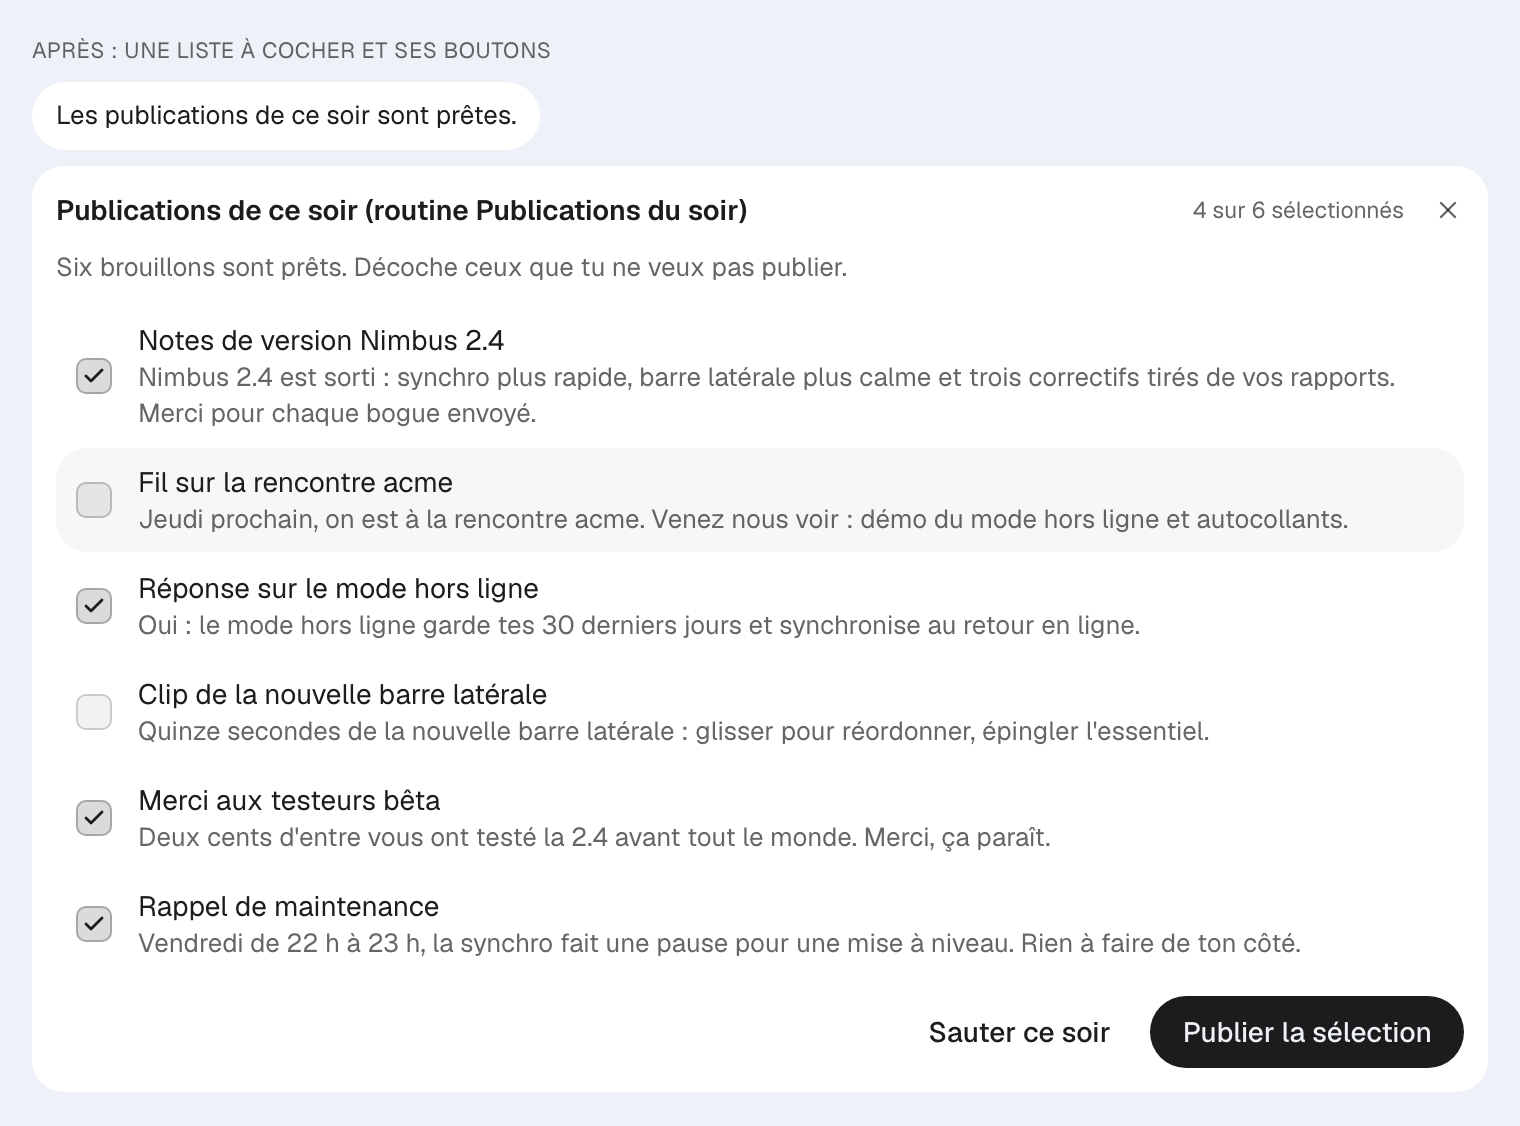 APRÈS : UNE LISTE À COCHER ET SES BOUTONS
Les publications de ce soir sont prêtes.
Publications de ce soir (routine Publications du soir)
4 sur 6 sélectionnés
Six brouillons sont prêts. Décoche ceux que tu ne veux pas publier.
Notes de version Nimbus 2.4
Nimbus 2.4 est sorti : synchro plus rapide, barre latérale plus calme et trois correctifs tirés de vos rapports.
Merci pour chaque bogue envoyé.
Fil sur la rencontre acme
Jeudi prochain, on est à la rencontre acme. Venez nous voir : démo du mode hors ligne et autocollants.
Réponse sur le mode hors ligne
Oui : le mode hors ligne garde tes 30 derniers jours et synchronise au retour en ligne.
Clip de la nouvelle barre latérale
Quinze secondes de la nouvelle barre latérale : glisser pour réordonner, épingler l'essentiel.
Merci aux testeurs bêta
Deux cents d'entre vous ont testé la 2.4 avant tout le monde. Merci, ça paraît.
Rappel de maintenance
Vendredi de 22 h à 23 h, la synchro fait une pause pour une mise à niveau. Rien à faire de ton côté.
Sauter ce soir
Publier la sélection